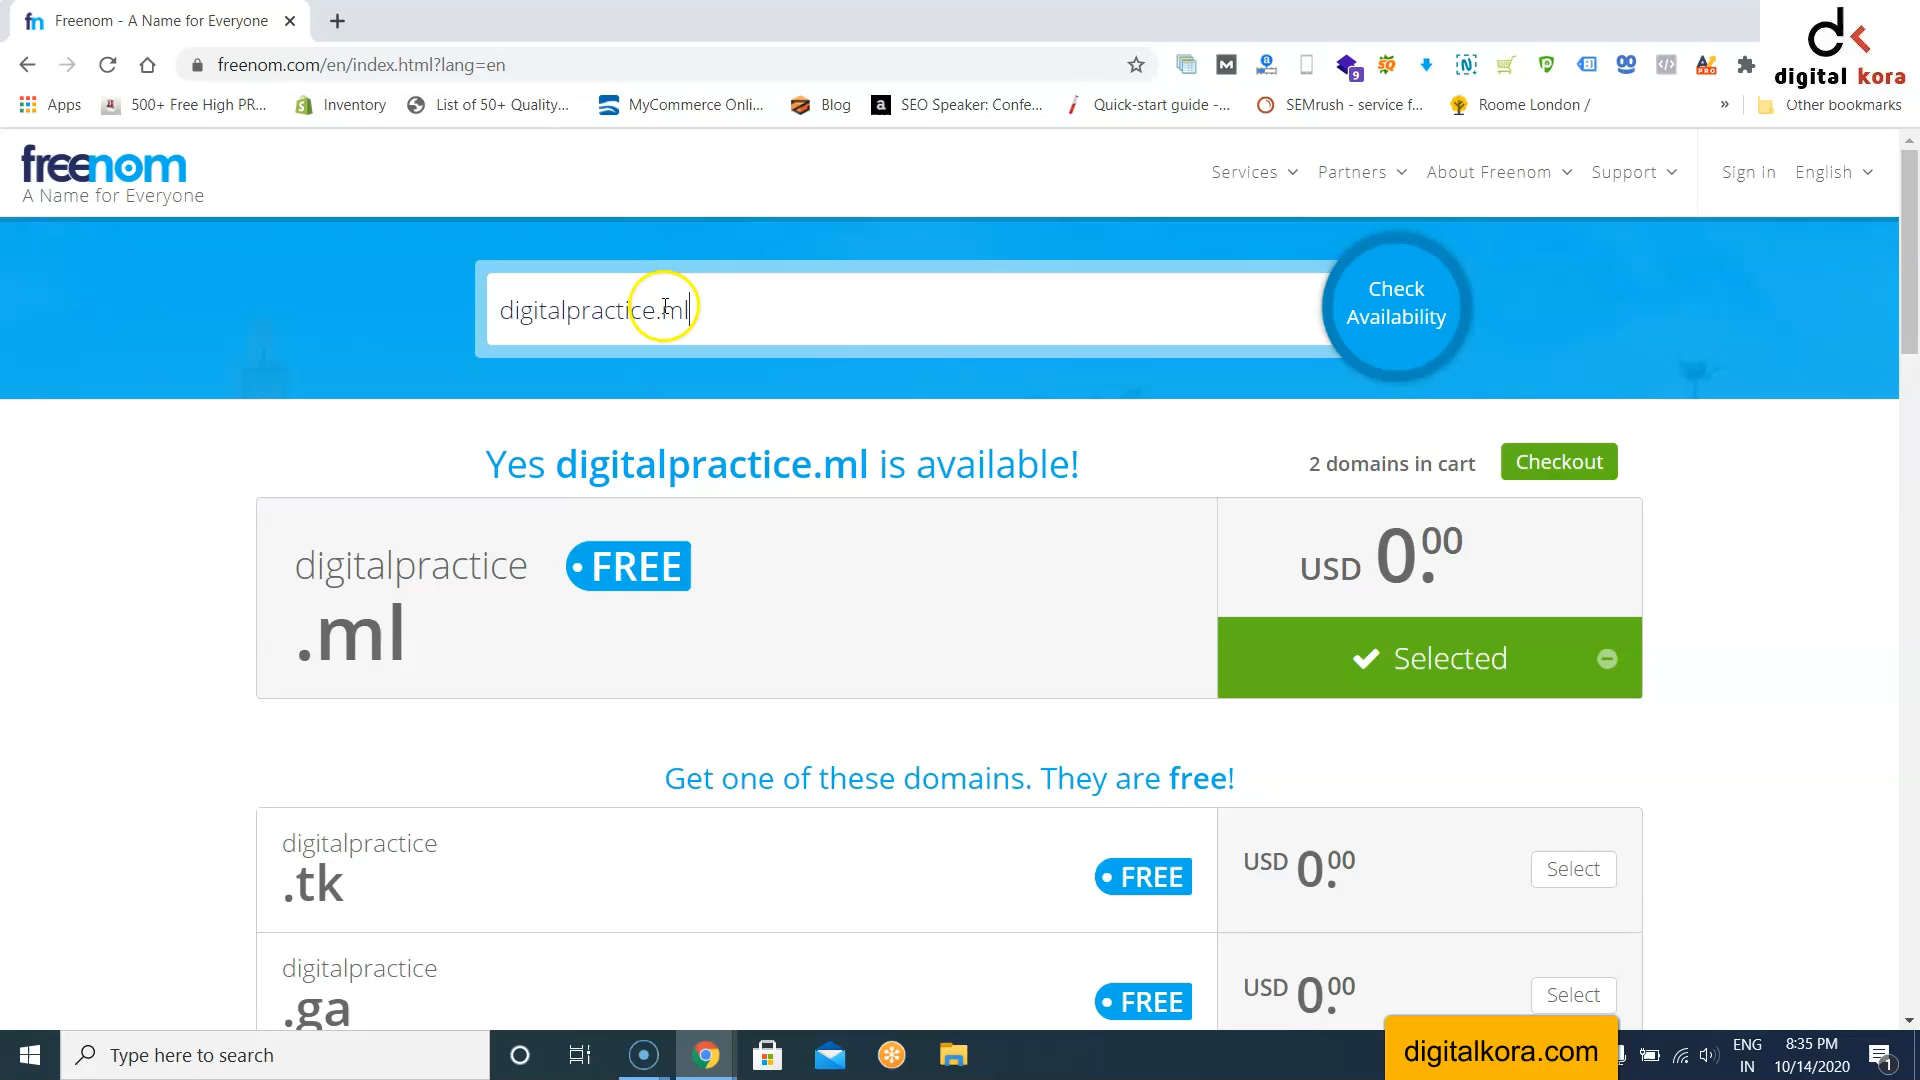 Freenom - A Name for Everyone
freenom.com/en/index.html?lang=en
9
digital kora
Apps 500+ Free High PR... Inventory List of 50+ Quality... MyCommerce Onli... Blog SEO Speaker: Confe... Quick-start guide -... SEMrush - service f... Roome London / » Other bookmarks
freenom
A Name for Everyone
Services Partners About Freenom Support Sign in English
digitalpractice.ml
Check
Availability
Yes digitalpractice.ml is available!
2 domains in cart Checkout
digitalpractice
.ml
FREE
USD 0.00
Selected
Get one of these domains. They are free!
digitalpractice
.tk
FREE
USD 0.00
Select
digitalpractice
.ga
FREE
USD 0.00
Select
Type here to search
digitalkora.com
ENG
IN
8:35 PM
10/14/2020
1